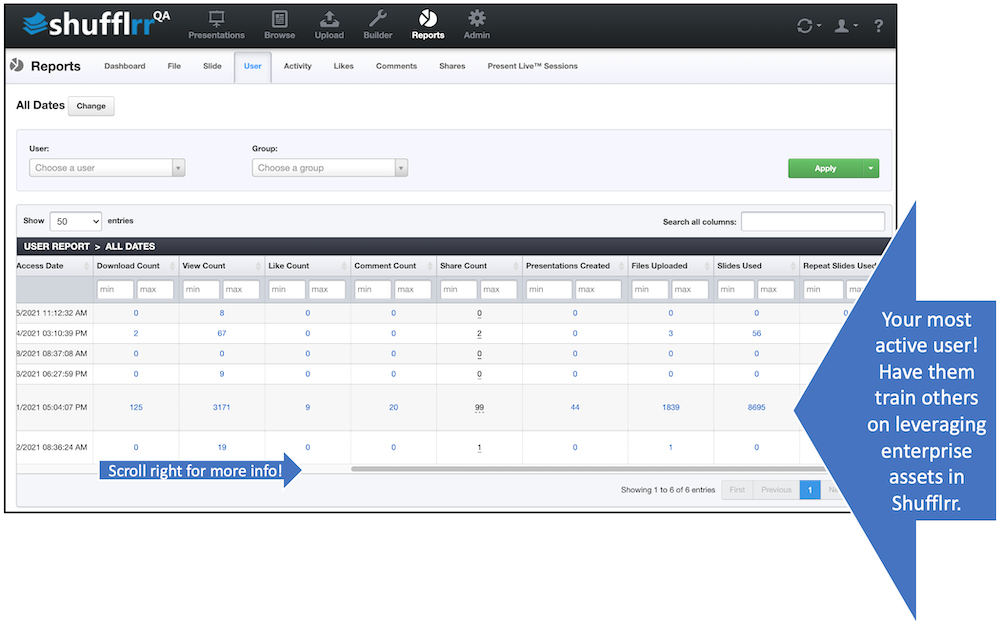 shufflrr QA
Presentations Browse Upload Builder Reports Admin ?
Reports Dashboard File Slide User Activity Likes Comments Shares Present Live™ Sessions
All Dates Change
User: Group:
Choose a user Choose a group Apply
Show 50 entries Search all columns:
USER REPORT > ALL DATES
Access Date Download Count View Count Like Count Comment Count Share Count Presentations Created Files Uploaded Slides Used Repeat Slides Used
min max min max min max min max min max min max min max min max min
5/2021 11:12:32 AM 0 8 0 0 0 0 0 0 0
4/2021 03:10:39 PM 2 67 0 0 2 0 3 56
8/2021 08:37:08 AM 0 0 0 0 0 0 0 0
6/2021 06:27:59 PM 0 9 0 0 0 0 0 0
1/2021 05:04:07 PM 125 3171 9 20 99 44 1839 8695
2/2021 08:36:24 AM 0 19 0 0 1 0 1 0
Scroll right for more info!
Showing 1 to 6 of 6 entries First Previous 1
Your most
active user!
Have them
train others
on leveraging
enterprise
assets in
Shufflrr.